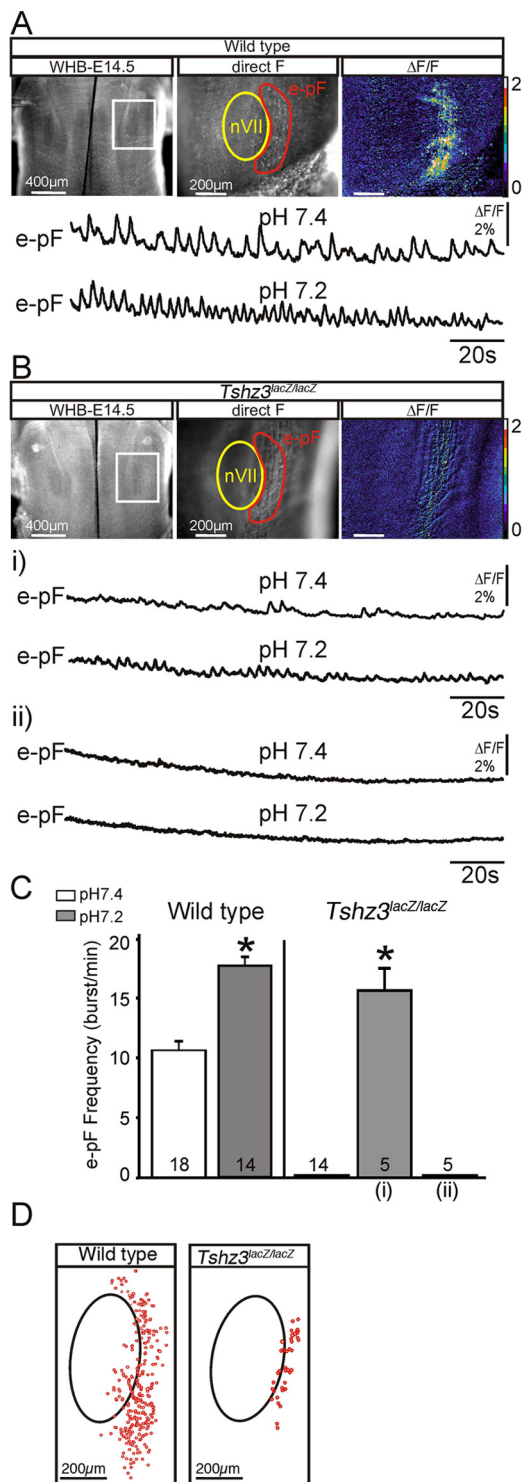 A
Wild type
WHB-E14.5 direct F ΔF/F
400µm
nVII
e-pF
200µm
2
0
e-pF pH 7.4 ΔF/F 2%
e-pF pH 7.2
20s
B
Tshz3lacZ/lacZ
WHB-E14.5 direct F ΔF/F
400µm
nVII
e-pF
200µm
2
0
i)
e-pF pH 7.4 ΔF/F 2%
e-pF pH 7.2
20s
ii)
e-pF pH 7.4 ΔF/F 2%
e-pF pH 7.2
20s
C
pH7.4
pH7.2
Wild type Tshz3lacZ/lacZ
e-pF Frequency (burst/min)
20
15
10
5
0
* *
18 14 14 5 5
(i) (ii)
D
Wild type Tshz3lacZ/lacZ
200µm 200µm